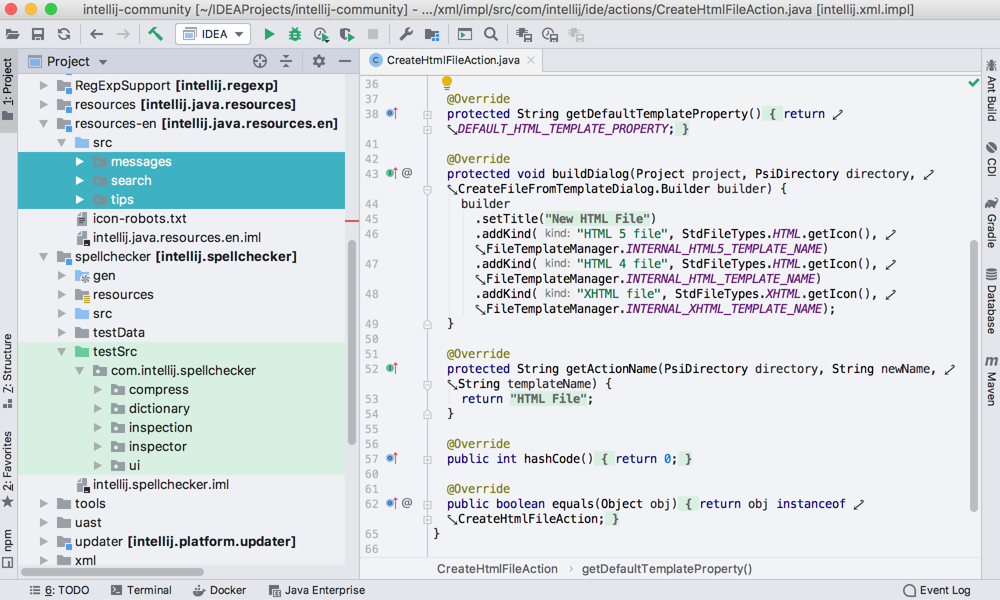 intellij-community [~/IDEAProjects/intellij-community] - .../xml/impl/src/com/intellij/ide/actions/CreateHtmlFileAction.java [intellij.xml.impl]
IDEA
1: Project
7: Structure
2: Favorites
npm
Project
RegExpSupport [intellij.regexp]
resources [intellij.java.resources]
resources-en [intellij.java.resources.en]
src
messages
search
tips
icon-robots.txt
intellij.java.resources.en.iml
spellchecker [intellij.spellchecker]
gen
resources
src
testData
testSrc
com.intellij.spellchecker
compress
dictionary
inspection
inspector
ui
intellij.spellchecker.iml
tools
uast
updater [intellij.platform.updater]
xml
C CreateHtmlFileAction.java
36
37 @Override
38 protected String getDefaultTemplateProperty() { return
DEFAULT_HTML_TEMPLATE_PROPERTY; }
41
42 @Override
43 @ protected void buildDialog(Project project, PsiDirectory directory,
CreateFileFromTemplateDialog.Builder builder) {
44 builder
45 .setTitle("New HTML File")
46 .addKind( kind: "HTML 5 file", StdFileTypes.HTML.getIcon(),
FileTemplateManager.INTERNAL_HTML5_TEMPLATE_NAME)
47 .addKind( kind: "HTML 4 file", StdFileTypes.HTML.getIcon(),
FileTemplateManager.INTERNAL_HTML_TEMPLATE_NAME)
48 .addKind( kind: "XHTML file", StdFileTypes.XHTML.getIcon(),
FileTemplateManager.INTERNAL_XHTML_TEMPLATE_NAME);
49 }
50
51 @Override
52 protected String getActionName(PsiDirectory directory, String newName,
String templateName) {
53 return "HTML File";
54 }
55
56 @Override
57 public int hashCode() { return 0; }
60
61 @Override
62 @ public boolean equals(Object obj) { return obj instanceof
CreateHtmlFileAction; }
65 }
66
CreateHtmlFileAction › getDefaultTemplateProperty()
Ant Build
CDI
Gradle
Database
m Maven
6: TODO
Terminal
Docker
EE Java Enterprise
Event Log